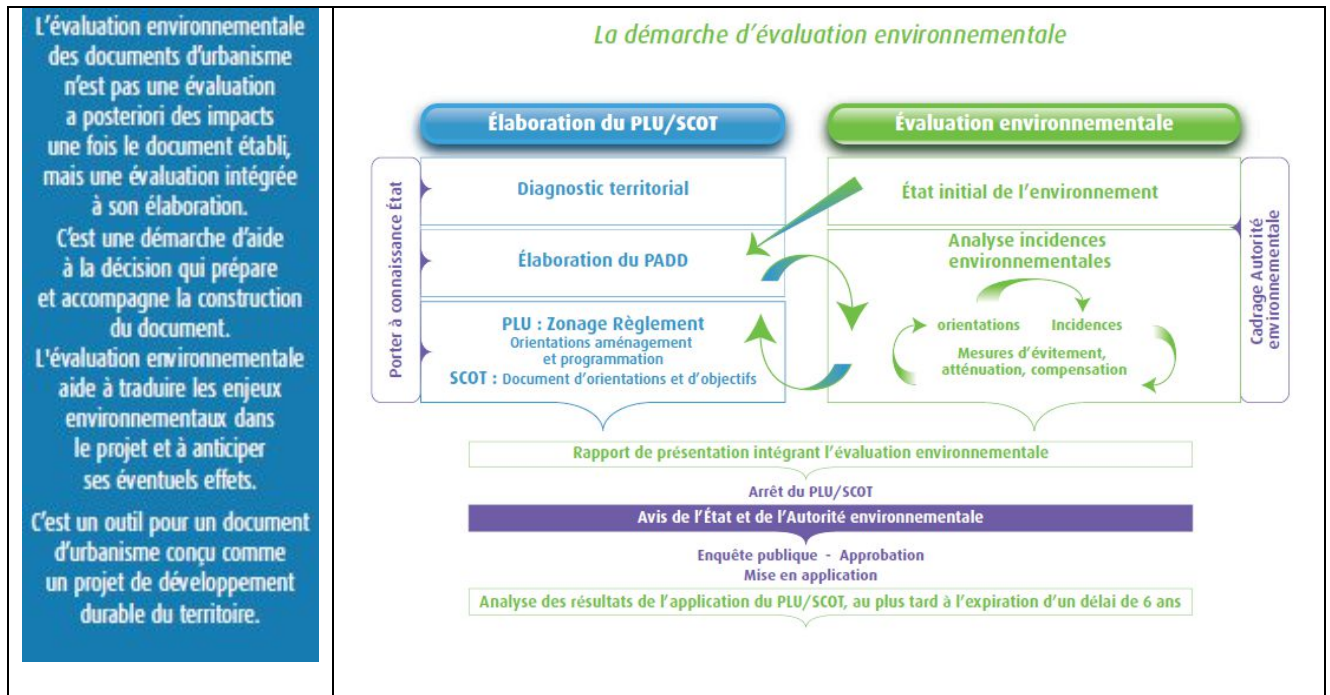 L'évaluation environnementale
des documents d'urbanisme
n'est pas une évaluation
a posteriori des impacts
une fois le document établi,
mais une évaluation intégrée
à son élaboration.
C'est une démarche d'aide
à la décision qui prépare
et accompagne la construction
du document.
L'évaluation environnementale
aide à traduire les enjeux
environnementaux dans
le projet et à anticiper
ses éventuels effets.
C'est un outil pour un document
d'urbanisme conçu comme
un projet de développement
durable du territoire.
La démarche d'évaluation environnementale
Élaboration du PLU/SCOT
Évaluation environnementale
Porter à connaissance État
Diagnostic territorial
État initial de l'environnement
Élaboration du PADD
Analyse incidences
environnementales
PLU : Zonage Règlement
Orientations aménagement
et programmation
SCOT : Document d'orientations et d'objectifs
orientations
Incidences
Mesures d'évitement,
atténuation, compensation
Cadrage Autorité
environnementale
Rapport de présentation intégrant l'évaluation environnementale
Arrêt du PLU/SCOT
Avis de l'État et de l'Autorité environnementale
Enquête publique - Approbation
Mise en application
Analyse des résultats de l'application du PLU/SCOT, au plus tard à l'expiration d'un délai de 6 ans